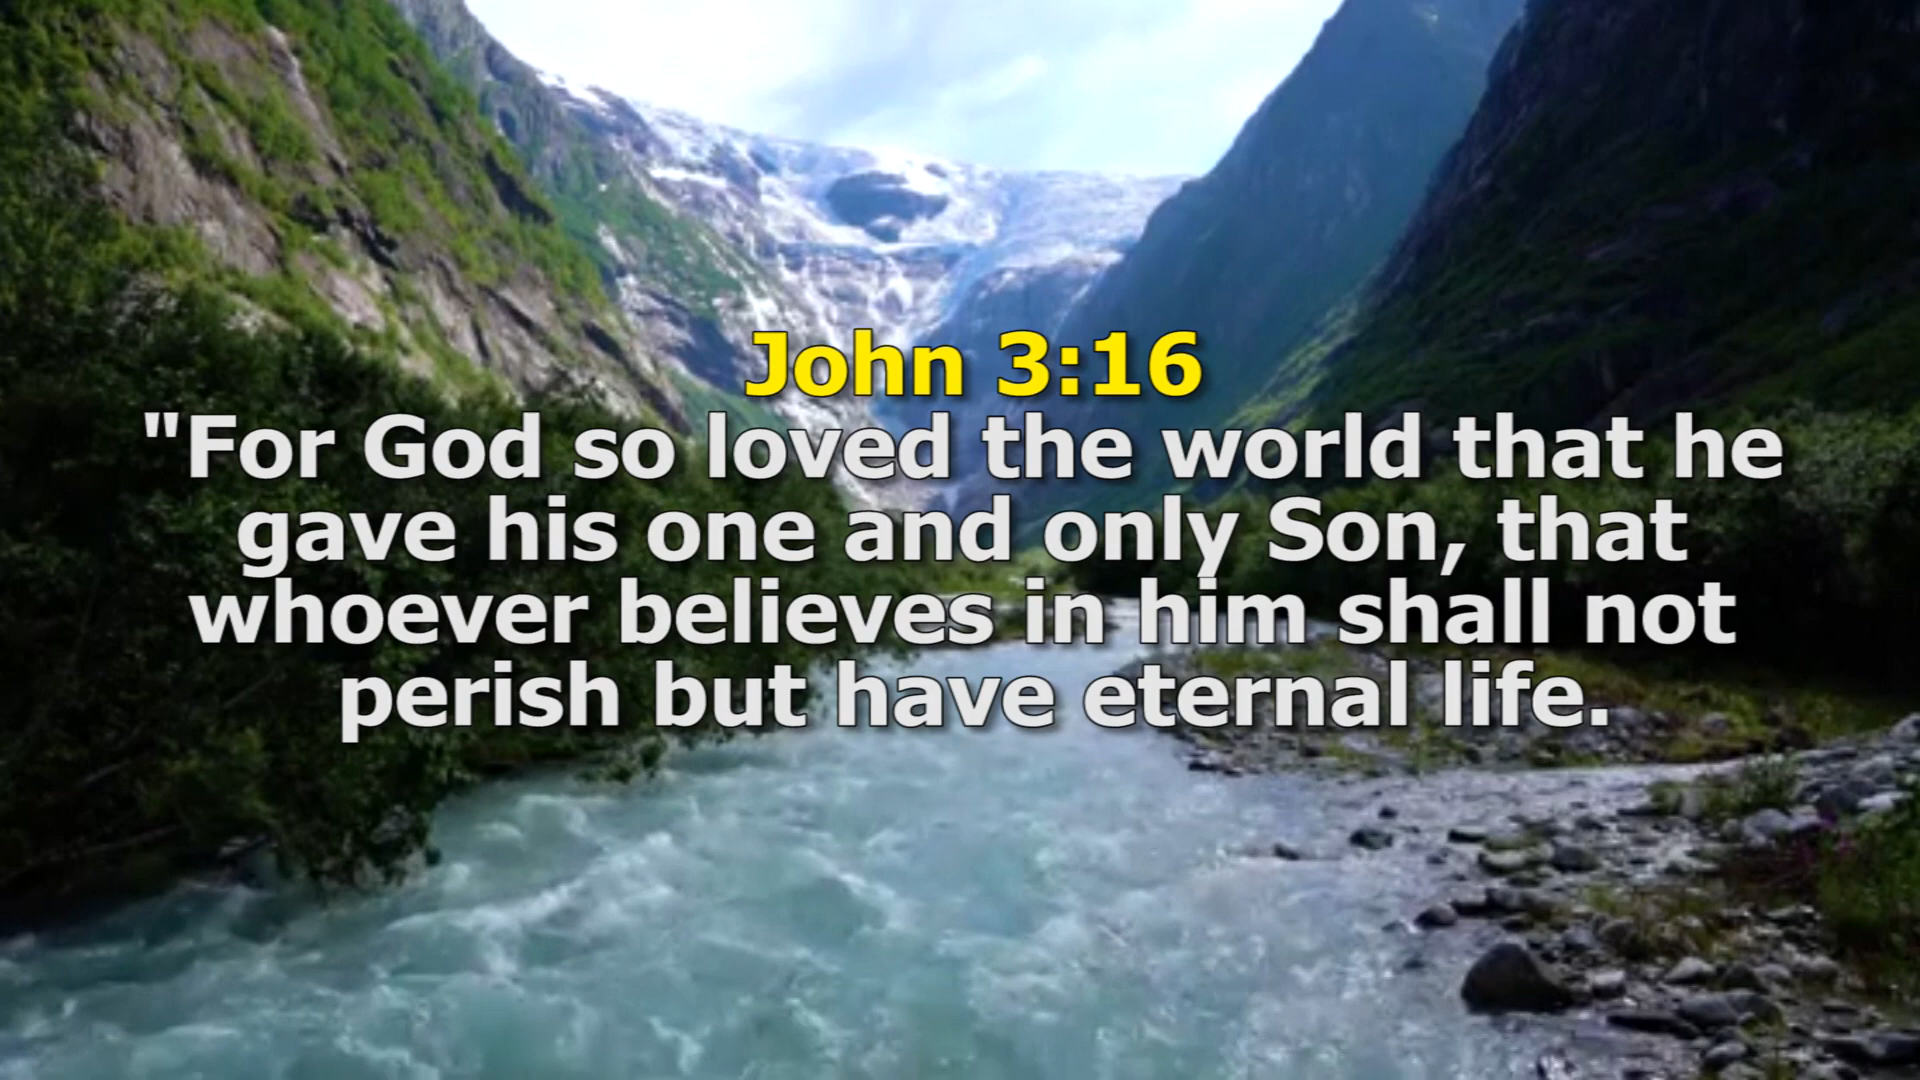 John 3:16
"For God so loved the world that he
gave his one and only Son, that
whoever believes in him shall not
perish but have eternal life.